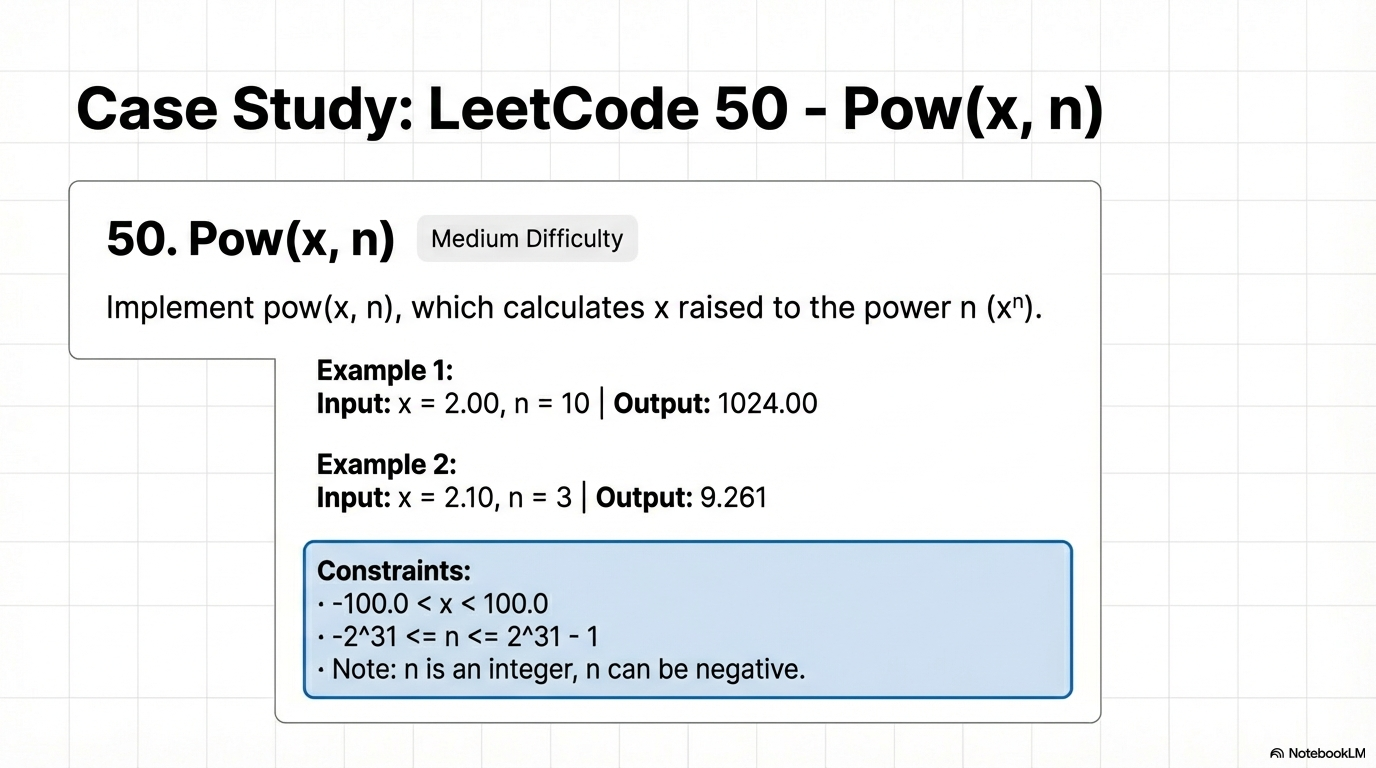 Case Study: LeetCode 50 - Pow(x, n)
50. Pow(x, n) Medium Difficulty
Implement pow(x, n), which calculates x raised to the power n (xⁿ).
Example 1:
Input: x = 2.00, n = 10 | Output: 1024.00
Example 2:
Input: x = 2.10, n = 3 | Output: 9.261
Constraints:
· -100.0 < x < 100.0
· -2^31 <= n <= 2^31 - 1
· Note: n is an integer, n can be negative.
NotebookLM